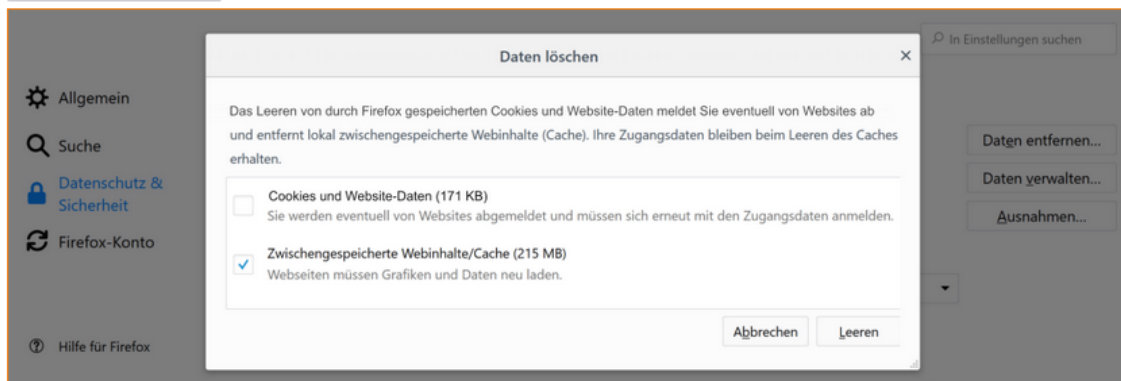 In Einstellungen suchen
Daten löschen
Allgemein
Suche
Datenschutz &
Sicherheit
Firefox-Konto
Hilfe für Firefox
Das Leeren von durch Firefox gespeicherten Cookies und Website-Daten meldet Sie eventuell von Websites ab
und entfernt lokal zwischengespeicherte Webinhalte (Cache). Ihre Zugangsdaten bleiben beim Leeren des Caches
erhalten.
Cookies und Website-Daten (171 KB)
Sie werden eventuell von Websites abgemeldet und müssen sich erneut mit den Zugangsdaten anmelden.
Zwischengespeicherte Webinhalte/Cache (215 MB)
Webseiten müssen Grafiken und Daten neu laden.
Abbrechen
Leeren
Daten entfernen...
Daten verwalten...
Ausnahmen...